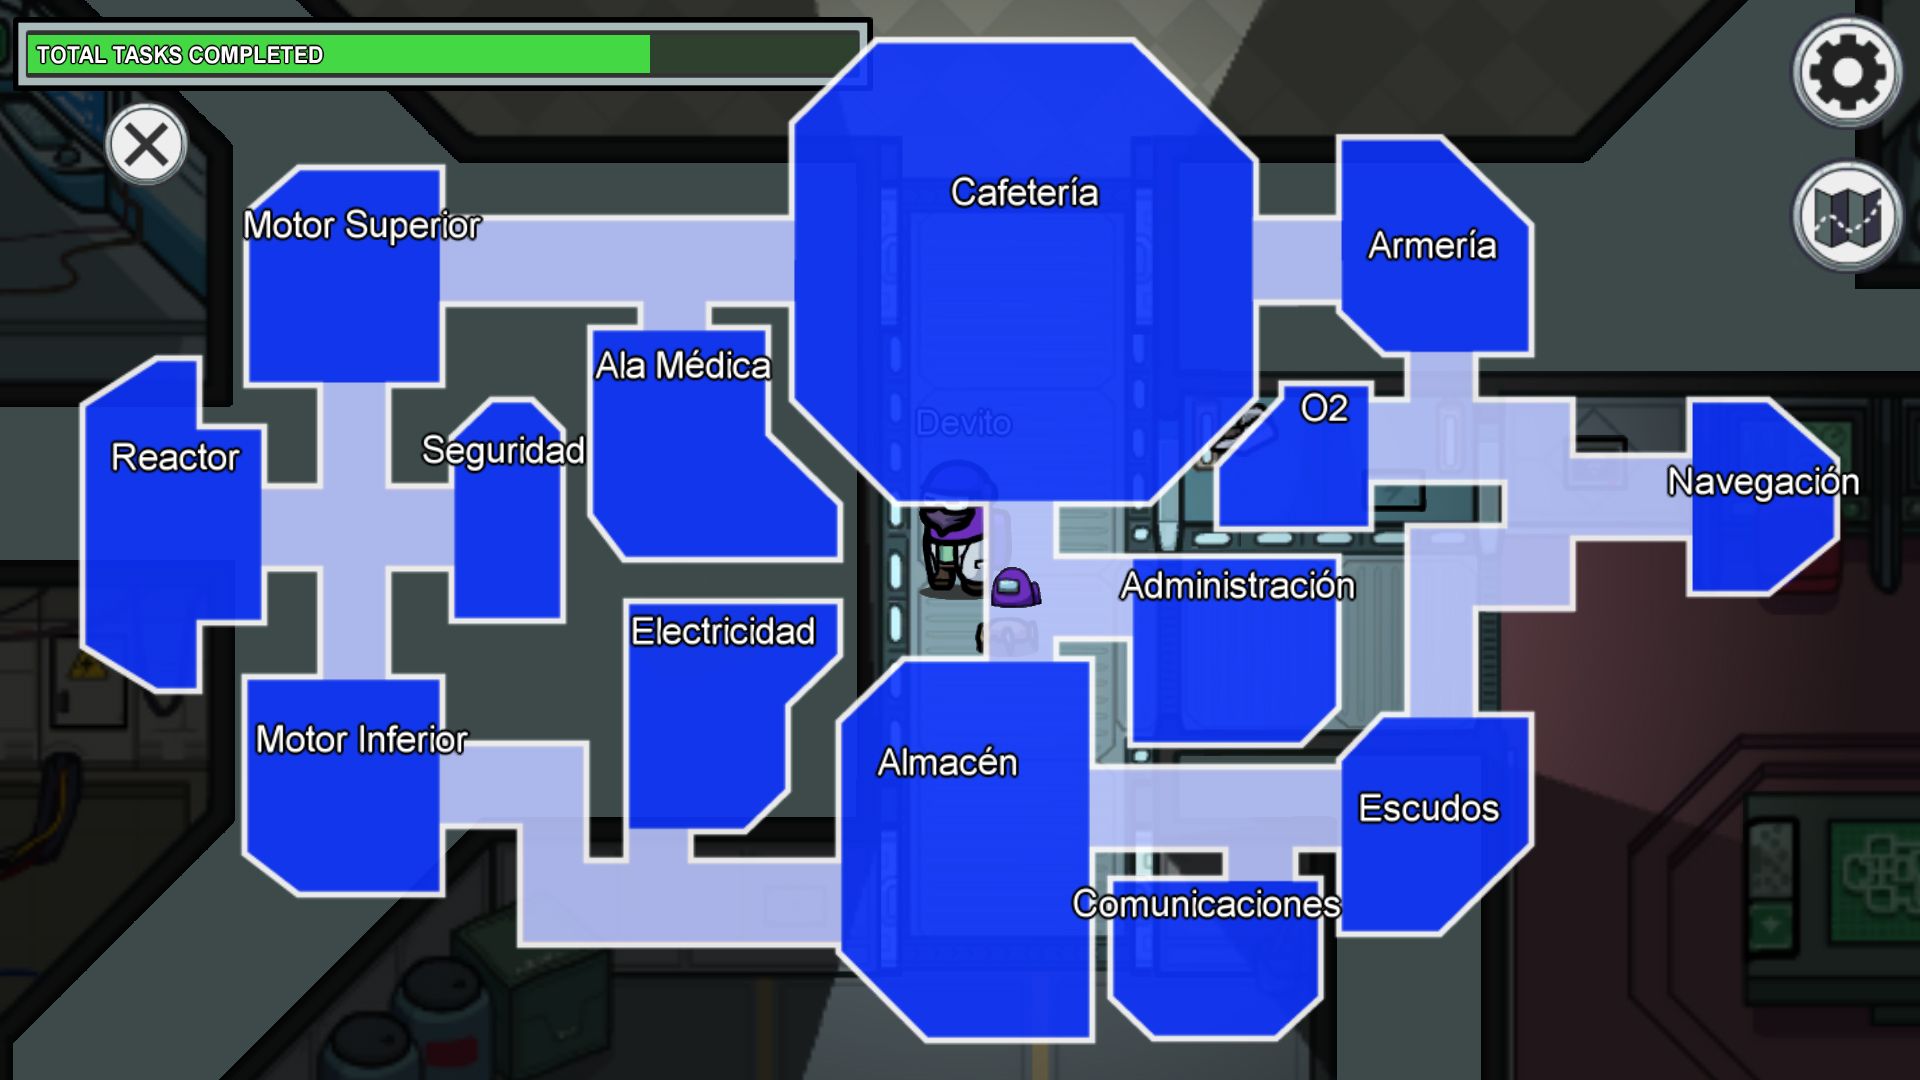 TOTAL TASKS COMPLETED
Cafetería
Motor Superior
Armería
Ala Médica
O2
Devito
Seguridad
Reactor
Navegación
Administración
Electricidad
Motor Inferior
Almacén
Escudos
Comunicaciones